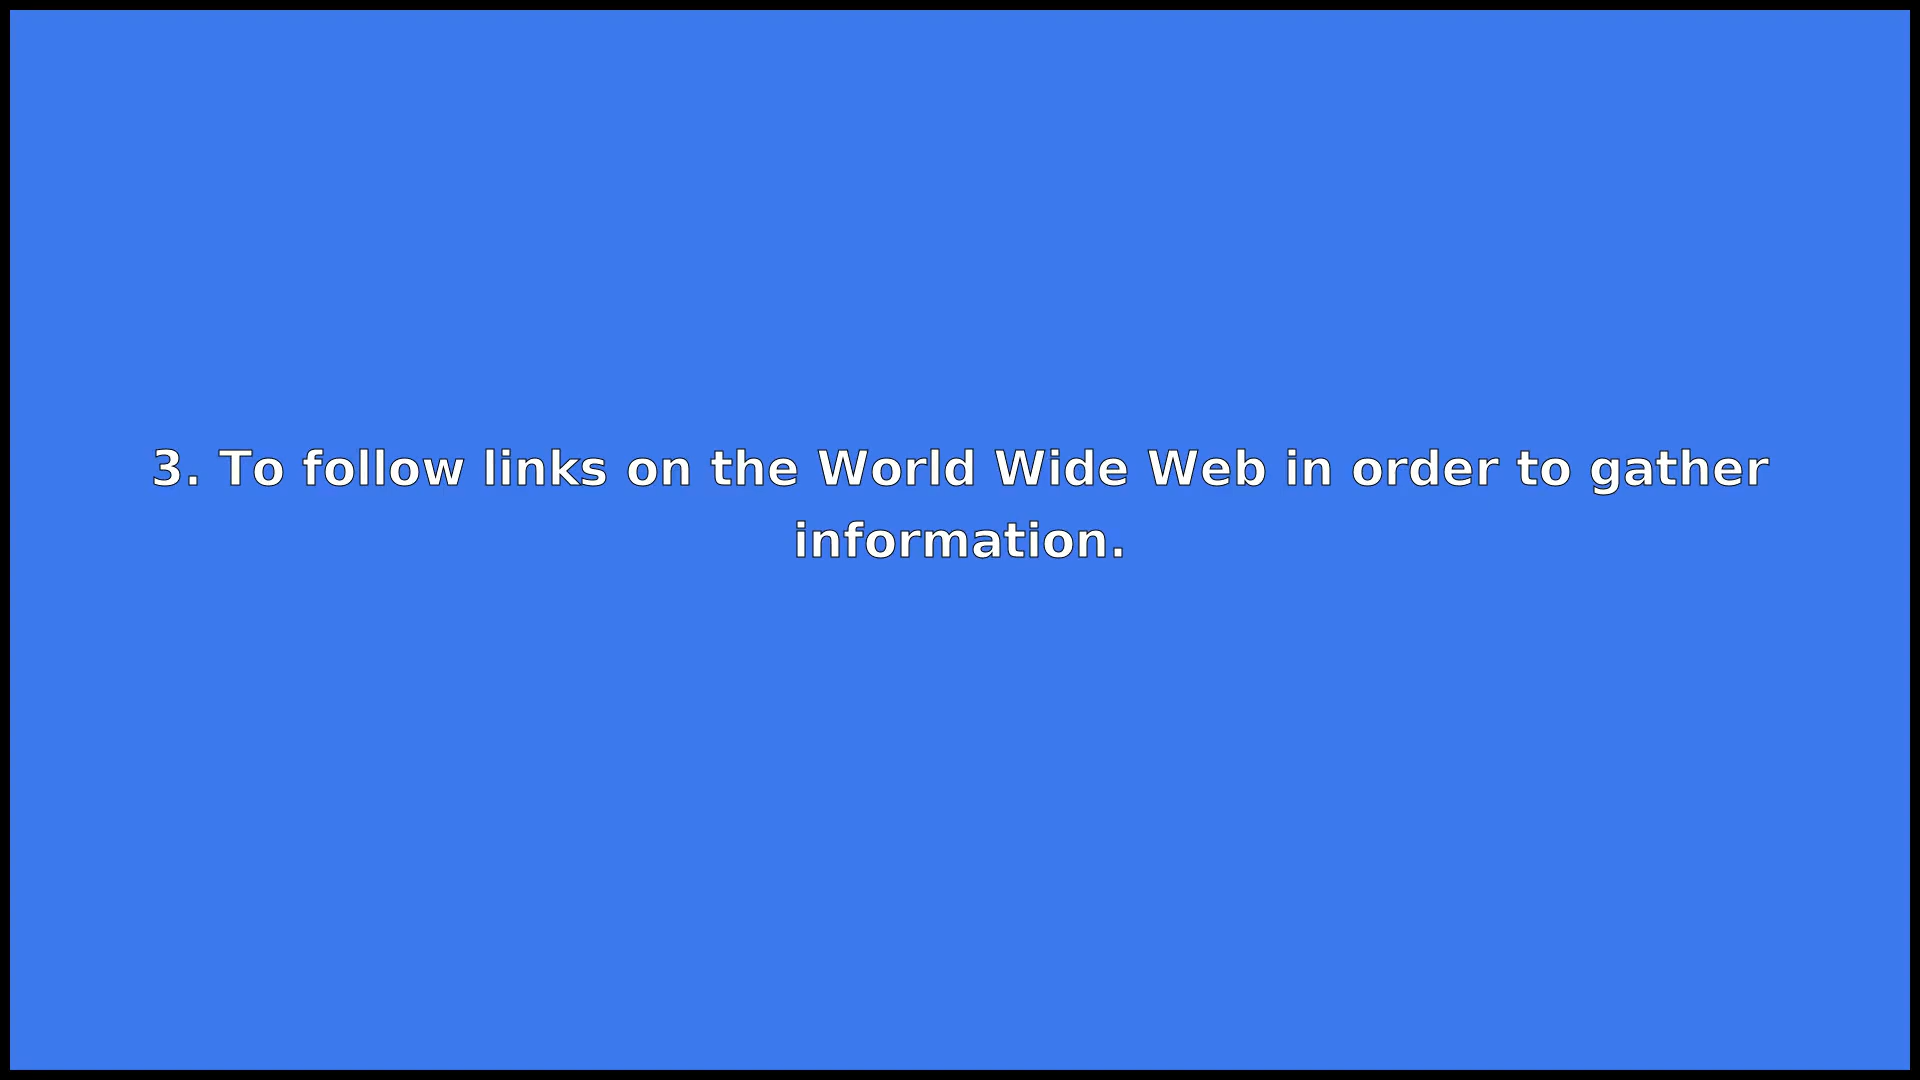 3. To follow links on the World Wide Web in order to gather
information.